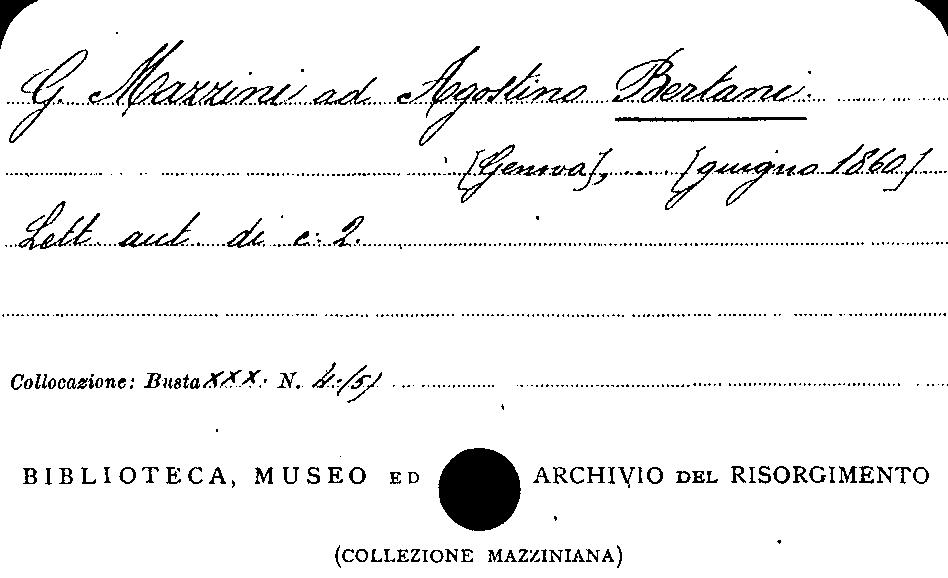 G. Mazzini ad Agostino Bertani.
[Genova], ... [giugno 1860]
Lett. aut. di c. 2.
Collocazione: Busta XXX. N. 4.(5)
BIBLIOTECA, MUSEO ED ARCHIVIO DEL RISORGIMENTO
(COLLEZIONE MAZZINIANA)